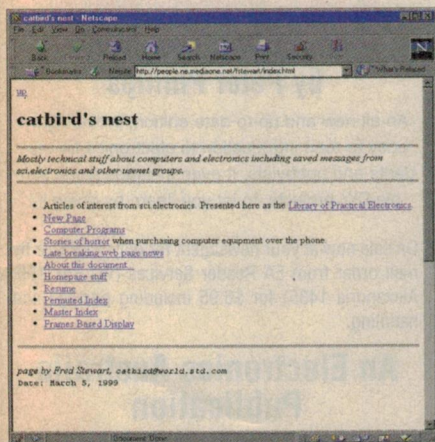 catbird's nest - Netscape
File Edit View Go Communicator Help
Back Reload Home Search Netscape Print Security
Bookmarks Netsite: http://people.ne.mediaone.net/fstewart/index.html What's Related
up
catbird's nest
Mostly technical stuff about computers and electronics including saved messages from
sci.electronics and other usenet groups.
Articles of interest from sci.electronics. Presented here as the Library of Practical Electronics.
New Page
Computer Programs
Stories of horror when purchasing computer equipment over the phone.
Late breaking web page news
About this document...
Homepage stuff
Resume
Permuted Index
Master Index
Frames Based Display
page by Fred Stewart, catbird@world.std.com
Date: March 5, 1999
Document: Done